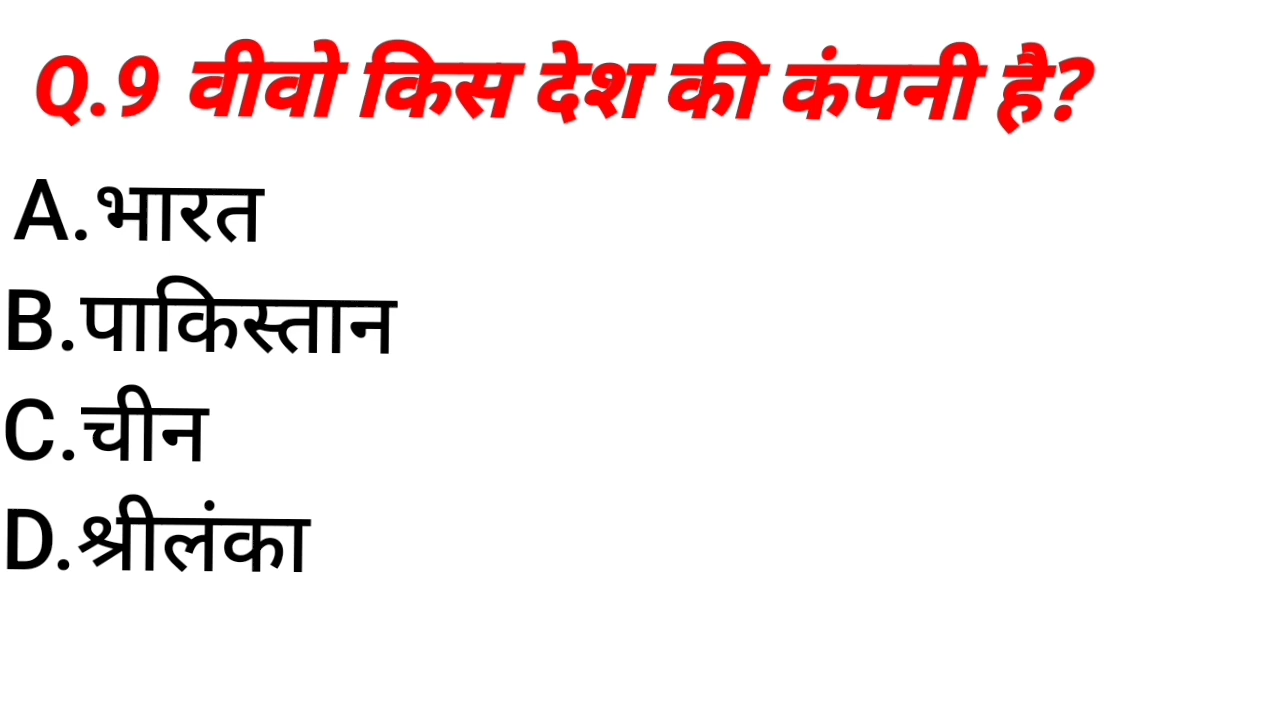 Q.9 वीवो किस देश की कंपनी है?
A.भारत
B.पाकिस्तान
C.चीन
D.श्रीलंका